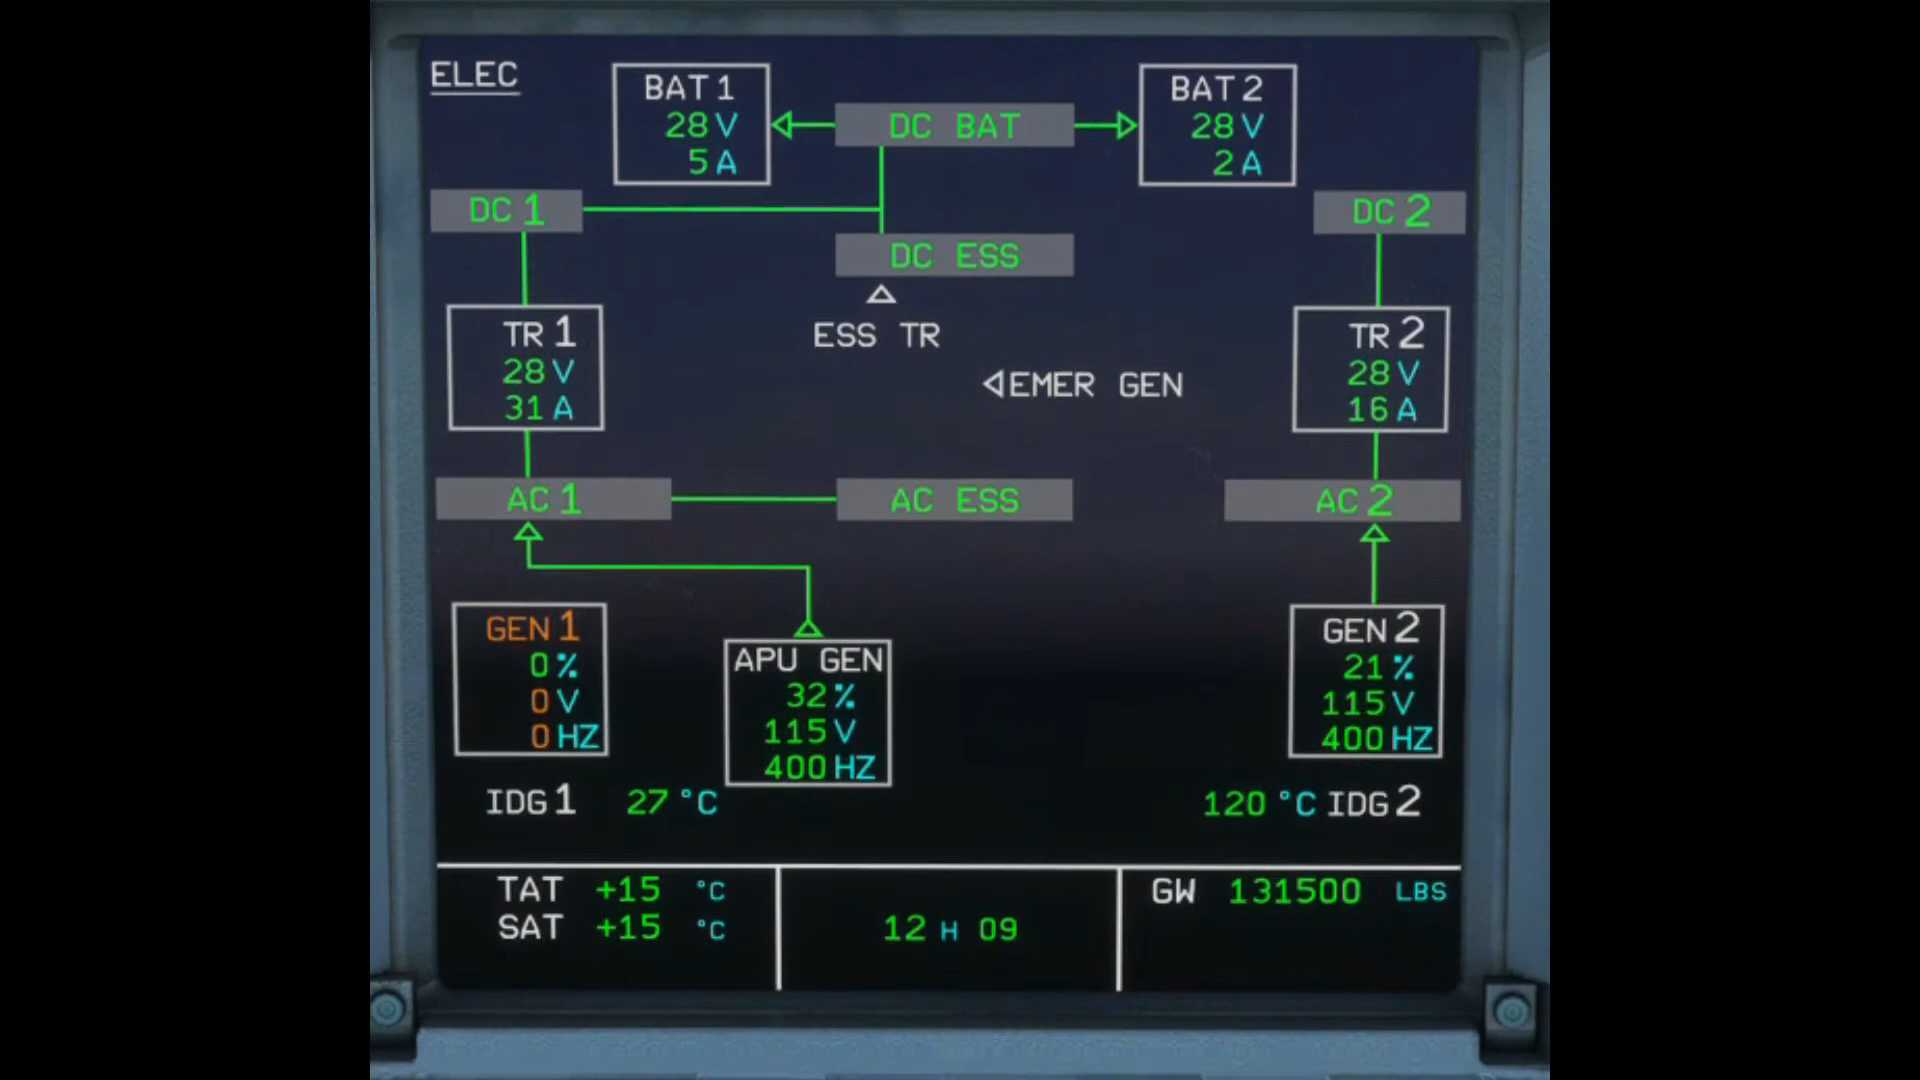 ELEC
BAT 1
28 V
5 A
DC BAT
BAT 2
28 V
2 A
DC 1
DC 2
DC ESS
TR 1
28 V
31 A
ESS TR
EMER GEN
TR 2
28 V
16 A
AC 1
AC ESS
AC 2
GEN 1
0 %
0 V
0 HZ
APU GEN
32 %
115 V
400 HZ
GEN 2
21 %
115 V
400 HZ
IDG 1 27 °C
120 °C IDG 2
TAT +15 °C
SAT +15 °C
12 H 09
GW 131500 LBS